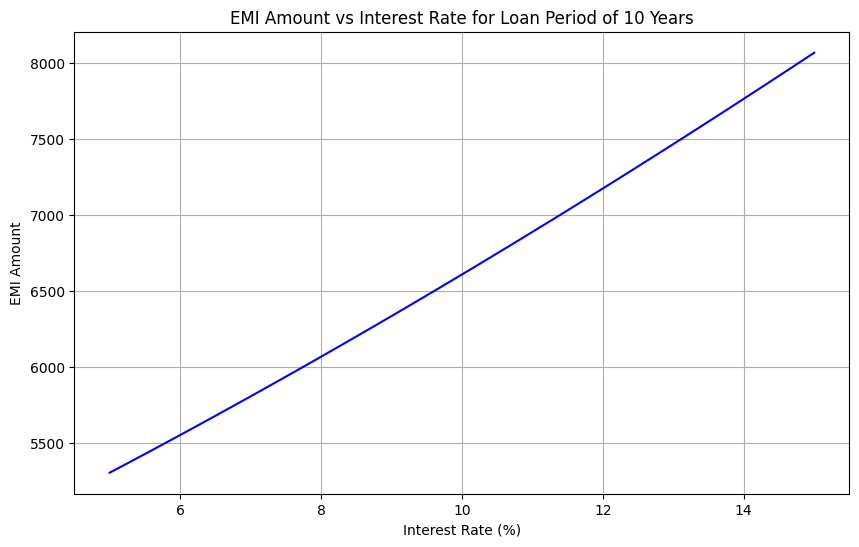 EMI Amount vs Interest Rate for Loan Period of 10 Years
8000
7500
7000
6500
6000
5500
EMI Amount
6 8 10 12 14
Interest Rate (%)